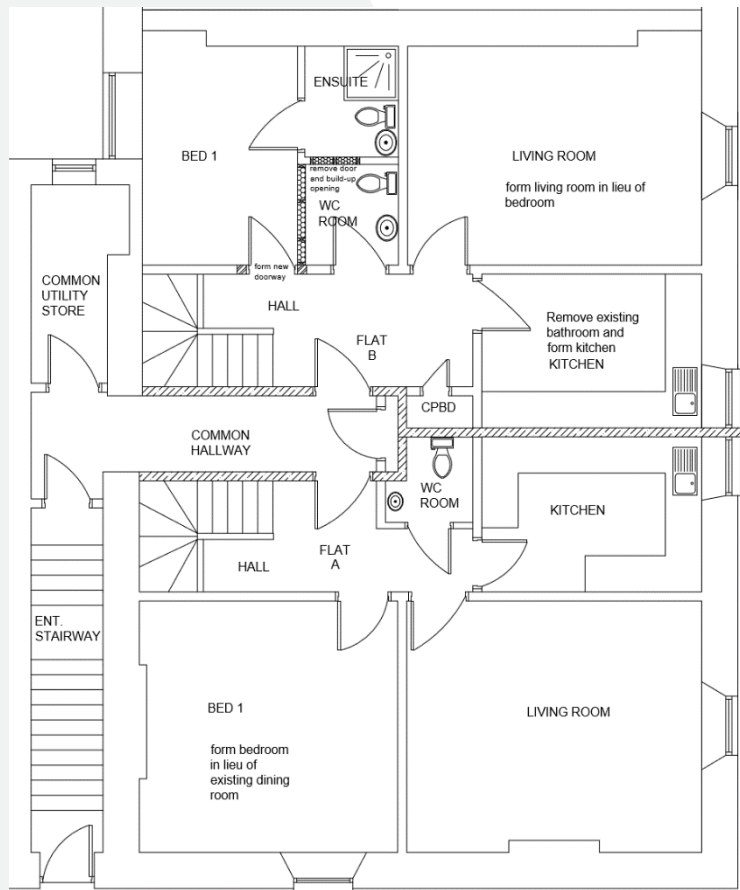 ENSUITE
BED 1
remove door
and build-up
opening
WC
ROOM
LIVING ROOM
form living room in lieu of
bedroom
COMMON
UTILITY
STORE
form new
doorway
HALL
FLAT
B
Remove existing
bathroom and
form kitchen
KITCHEN
CPBD
COMMON
HALLWAY
WC
ROOM
KITCHEN
FLAT
A
HALL
ENT.
STAIRWAY
BED 1
form bedroom
in lieu of
existing dining
room
LIVING ROOM